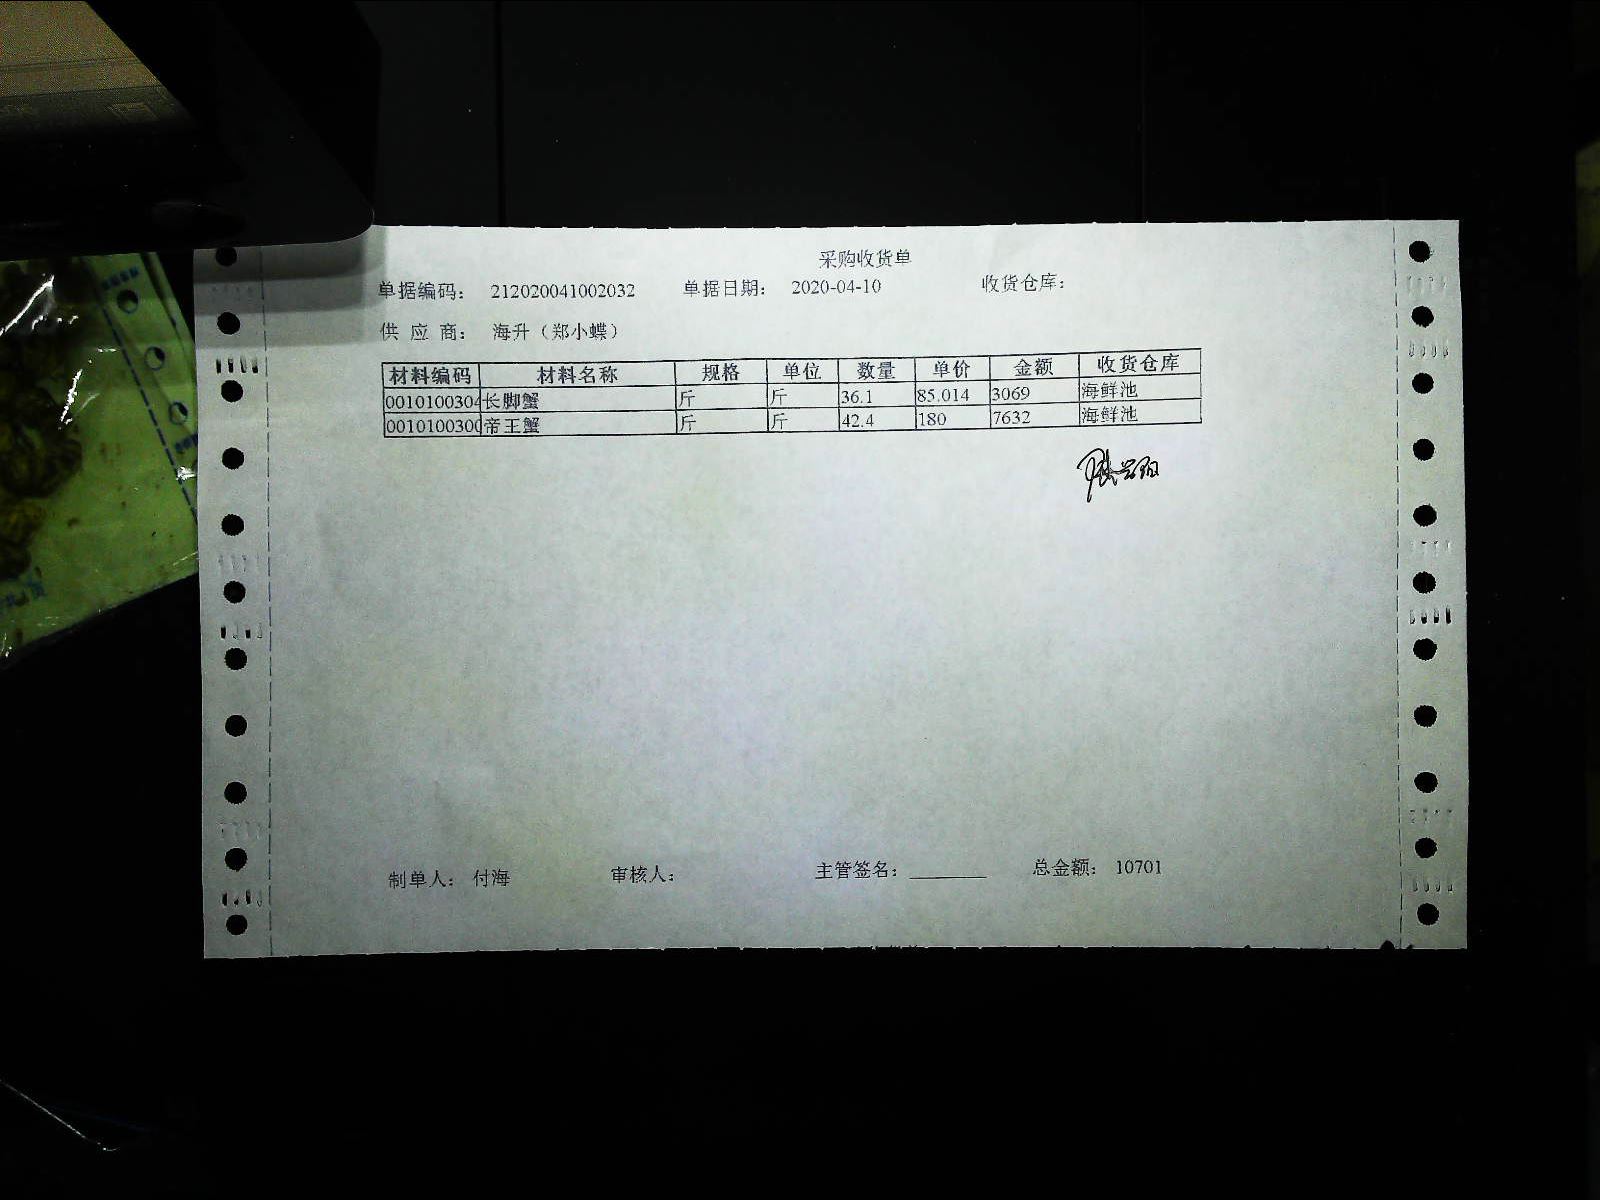 采购收货单
单据编码： 212020041002032 单据日期： 2020-04-10 收货仓库：
供 应 商： 海升（郑小蝶）
材料编码 材料名称 规格 单位 数量 单价 金额 收货仓库
0010100304 长脚蟹 斤 斤 36.1 85.014 3069 海鲜池
0010100300 帝王蟹 斤 斤 42.4 180 7632 海鲜池
制单人： 付海 审核人： 主管签名：________ 总金额： 10701